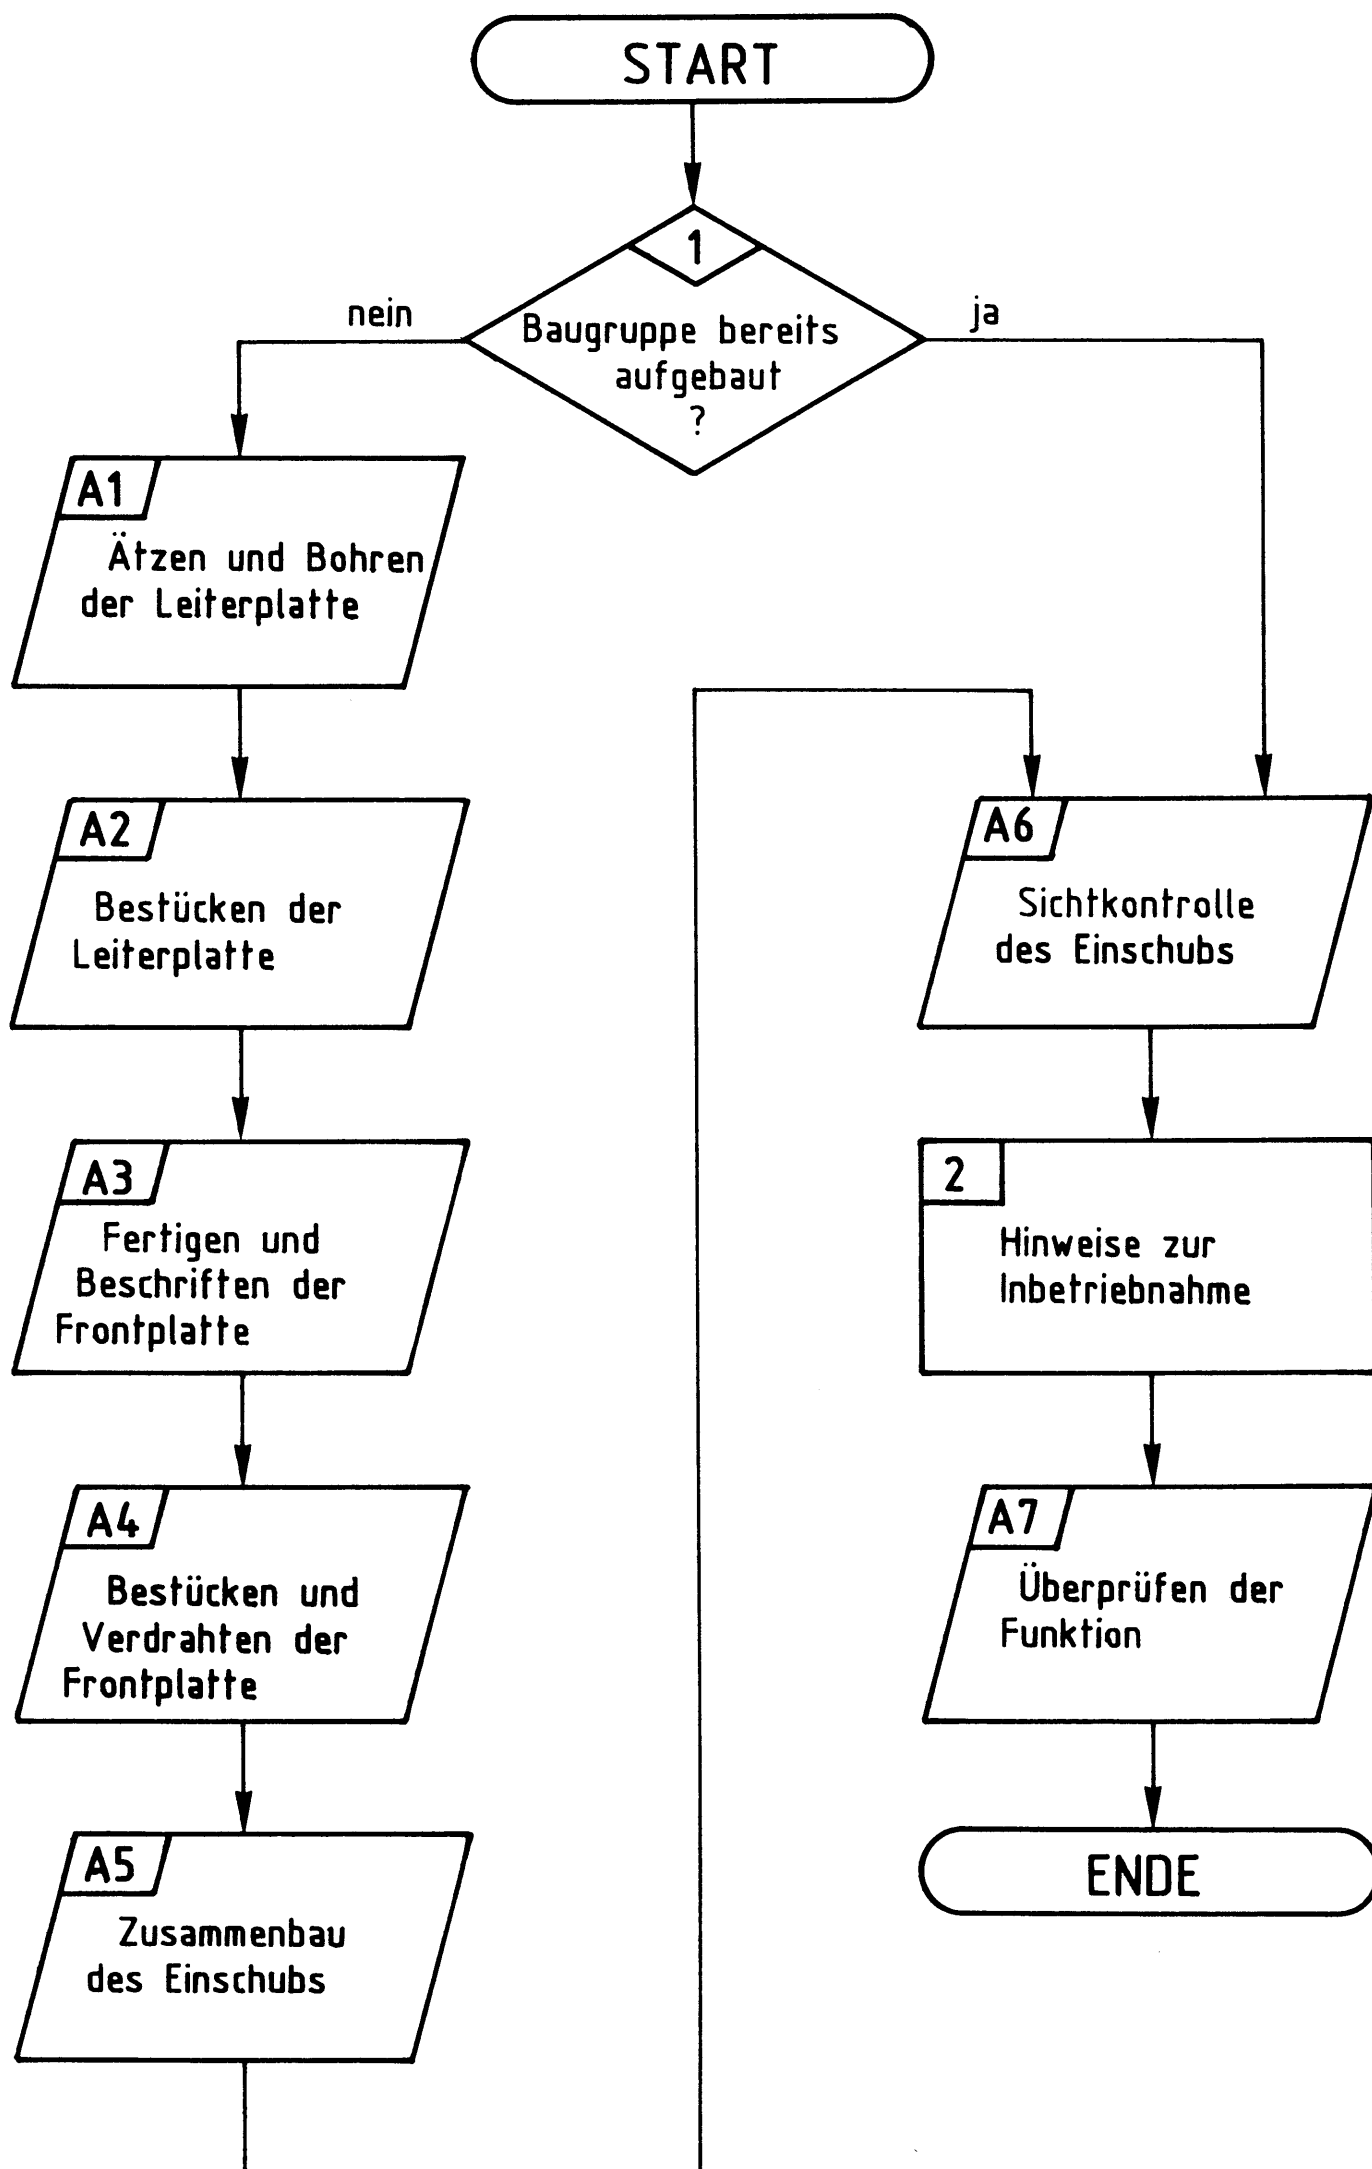 START
1
Baugruppe bereits
aufgebaut
?
nein
ja
A1
Ätzen und Bohren
der Leiterplatte
A2
Bestücken der
Leiterplatte
A3
Fertigen und
Beschriften der
Frontplatte
A4
Bestücken und
Verdrahten der
Frontplatte
A5
Zusammenbau
des Einschubs
A6
Sichtkontrolle
des Einschubs
2
Hinweise zur
Inbetriebnahme
A7
Überprüfen der
Funktion
ENDE